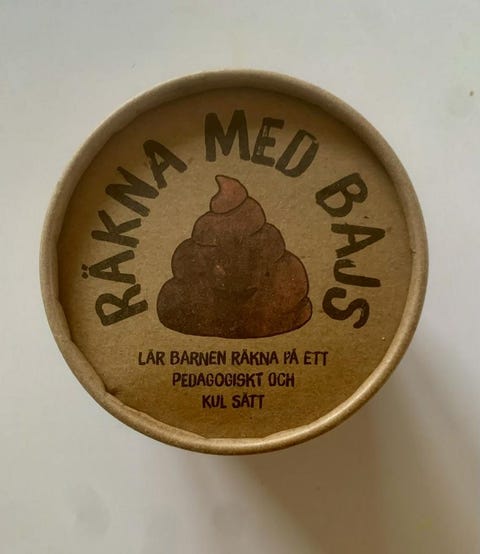 RÄKNA MED BAJS
LÄR BARNEN RÄKNA PÅ ETT
PEDAGOGISKT OCH
KUL SÄTT